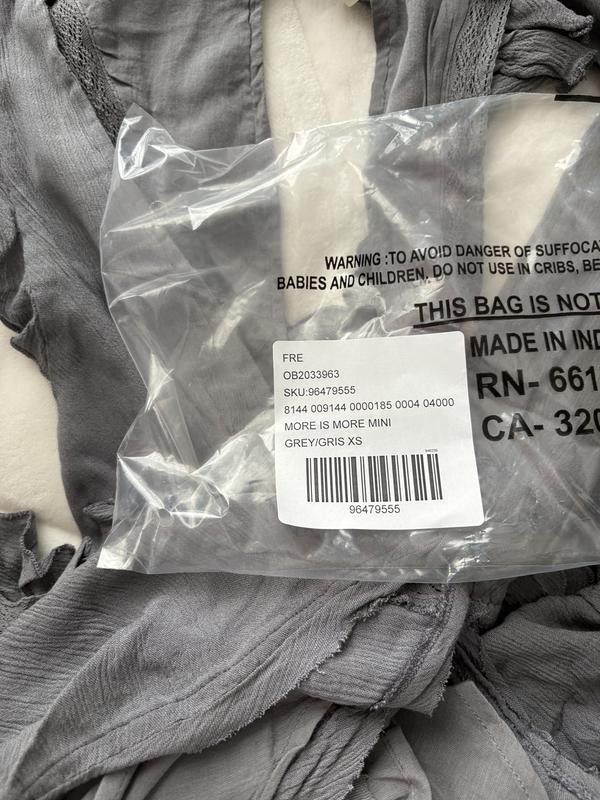 WARNING :TO AVOID DANGER OF SUFFOCA
BABIES AND CHILDREN. DO NOT USE IN CRIBS, BE
THIS BAG IS NOT
MADE IN IND
RN- 661
CA- 320
FRE
OB2033963
SKU:96479555
8144 009144 0000185 0004 04000
MORE IS MORE MINI
GREY/GRIS XS
96479555